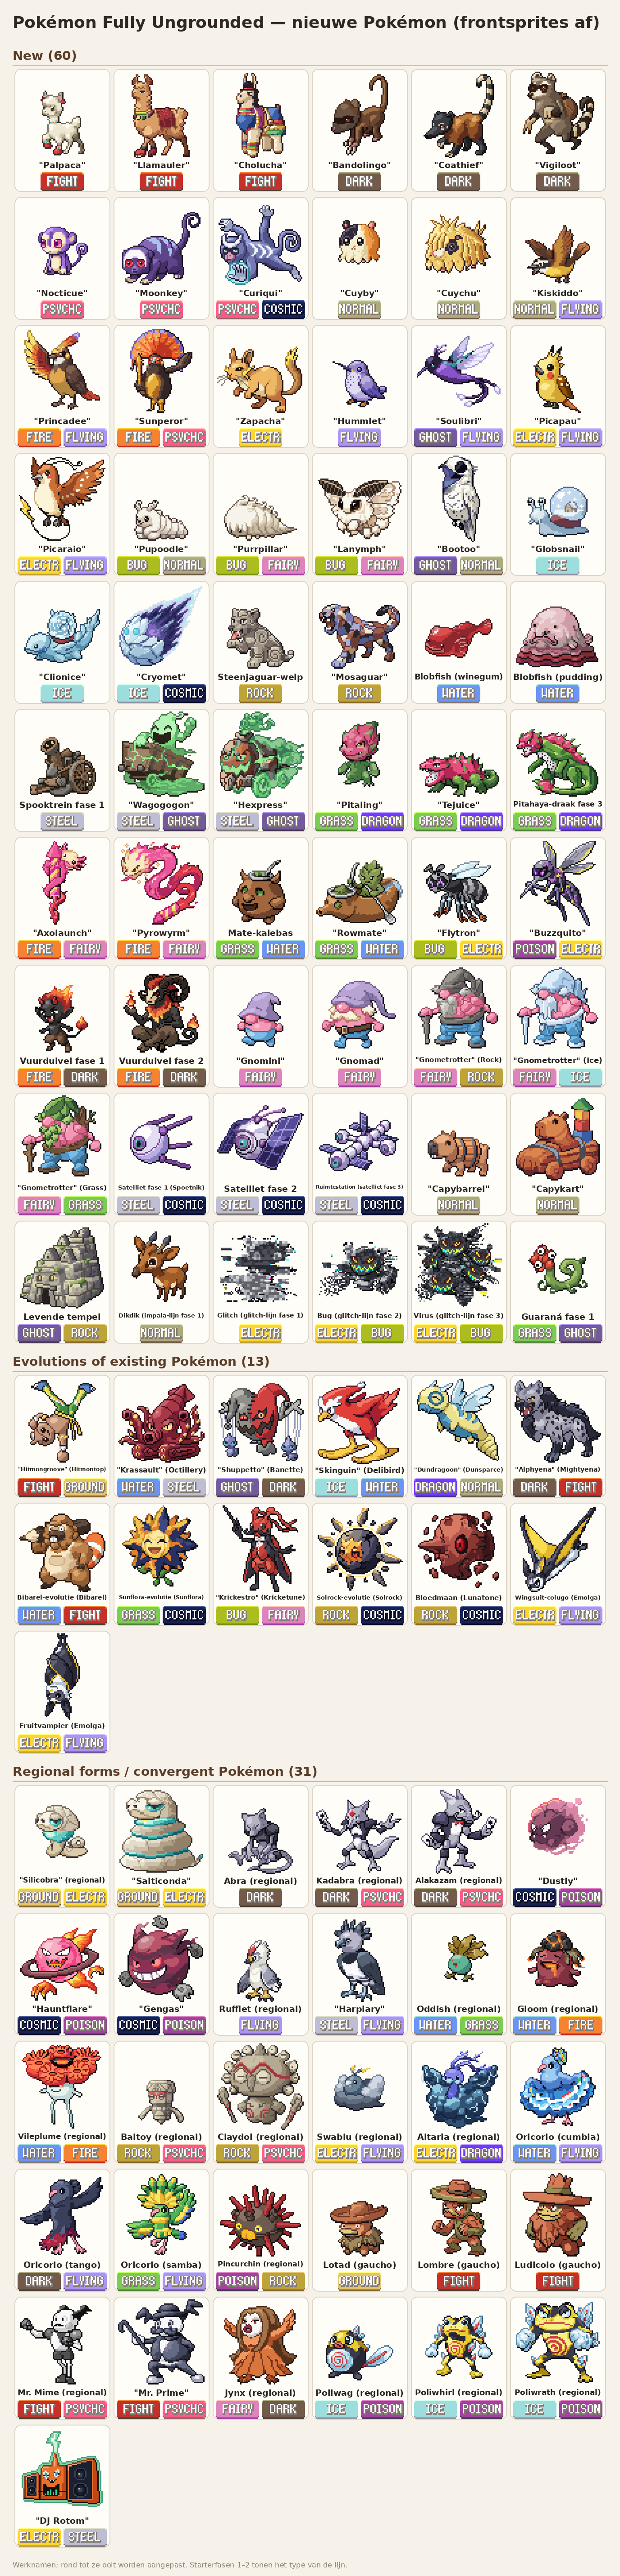 Pokémon Fully Ungrounded — nieuwe Pokémon (frontsprites af)
New (60)
"Palpaca" "Llamauler" "Cholucha" "Bandolingo" "Coathief" "Vigiloot"
FIGHT FIGHT FIGHT DARK DARK DARK
"Nocticue" "Moonkey" "Curiqui" "Cuyby" "Cuychu" "Kiskiddo"
PSYCHC PSYCHC PSYCHC COSMIC NORMAL NORMAL NORMAL FLYING
"Princadee" "Sunperor" "Zapacha" "Hummlet" "Soulibri" "Picapau"
FIRE FLYING FIRE PSYCHC ELECTR FLYING GHOST FLYING ELECTR FLYING
"Picaraio" "Pupoodle" "Purrpillar" "Lanymph" "Bootoo" "Globsnail"
ELECTR FLYING BUG NORMAL BUG FAIRY BUG FAIRY GHOST NORMAL ICE
"Clionice" "Cryomet" Steenjaguar-welp "Mosaguar" Blobfish (winegum) Blobfish (pudding)
ICE ICE COSMIC ROCK ROCK WATER WATER
Spooktrein fase 1 "Wagogogon" "Hexpress" "Pitaling" "Tejuice" Pitahaya-draak fase 3
STEEL STEEL GHOST STEEL GHOST GRASS DRAGON GRASS DRAGON GRASS DRAGON
"Axolaunch" "Pyrowyrm" Mate-kalebas "Rowmate" "Flytron" "Buzzquito"
FIRE FAIRY FIRE FAIRY GRASS WATER GRASS WATER BUG ELECTR POISON ELECTR
Vuurduivel fase 1 Vuurduivel fase 2 "Gnomini" "Gnomad" "Gnometrotter" (Rock) "Gnometrotter" (Ice)
FIRE DARK FIRE DARK FAIRY FAIRY FAIRY ROCK FAIRY ICE
"Gnometrotter" (Grass) Satelliet fase 1 (Spoetnik) Satelliet fase 2 Ruimtestation (satelliet fase 3) "Capybarrel" "Capykart"
FAIRY GRASS STEEL COSMIC STEEL COSMIC STEEL COSMIC NORMAL NORMAL
Levende tempel Dikdik (impala-lijn fase 1) Glitch (glitch-lijn fase 1) Bug (glitch-lijn fase 2) Virus (glitch-lijn fase 3) Guaraná fase 1
GHOST ROCK NORMAL ELECTR ELECTR BUG ELECTR BUG GRASS GHOST
Evolutions of existing Pokémon (13)
"Hitmongroove" (Hitmontop) "Krassault" (Octillery) "Shuppetto" (Banette) "Skinguin" (Delibird) "Dundragoon" (Dunsparce) "Alphyena" (Mightyena)
FIGHT GROUND WATER STEEL GHOST DARK ICE WATER DRAGON NORMAL DARK FIGHT
Bibarel-evolutie (Bibarel) Sunflora-evolutie (Sunflora) "Krickestro" (Kricketune) Solrock-evolutie (Solrock) Bloedmaan (Lunatone) Wingsuit-colugo (Emolga)
WATER FIGHT GRASS COSMIC BUG FAIRY ROCK COSMIC ROCK COSMIC ELECTR FLYING
Fruitvampier (Emolga)
ELECTR FLYING
Regional forms / convergent Pokémon (31)
"Silicobra" (regional) "Salticonda" Abra (regional) Kadabra (regional) Alakazam (regional) "Dustly"
GROUND ELECTR GROUND ELECTR DARK DARK PSYCHC DARK PSYCHC COSMIC POISON
"Hauntflare" "Gengas" Rufflet (regional) "Harpiary" Oddish (regional) Gloom (regional)
COSMIC POISON COSMIC POISON FLYING STEEL FLYING WATER GRASS WATER FIRE
Vileplume (regional) Baltoy (regional) Claydol (regional) Swablu (regional) Altaria (regional) Oricorio (cumbia)
WATER FIRE ROCK PSYCHC ROCK PSYCHC ELECTR FLYING ELECTR DRAGON WATER FLYING
Oricorio (tango) Oricorio (samba) Pincurchin (regional) Lotad (gaucho) Lombre (gaucho) Ludicolo (gaucho)
DARK FLYING GRASS FLYING POISON ROCK GROUND FIGHT FIGHT
Mr. Mime (regional) "Mr. Prime" Jynx (regional) Poliwag (regional) Poliwhirl (regional) Poliwrath (regional)
FIGHT PSYCHC FIGHT PSYCHC FAIRY DARK ICE POISON ICE POISON ICE POISON
"DJ Rotom"
ELECTR STEEL
Werknamen; rond tot ze ooit worden aangepast. Starterfasen 1–2 tonen het type van de lijn.